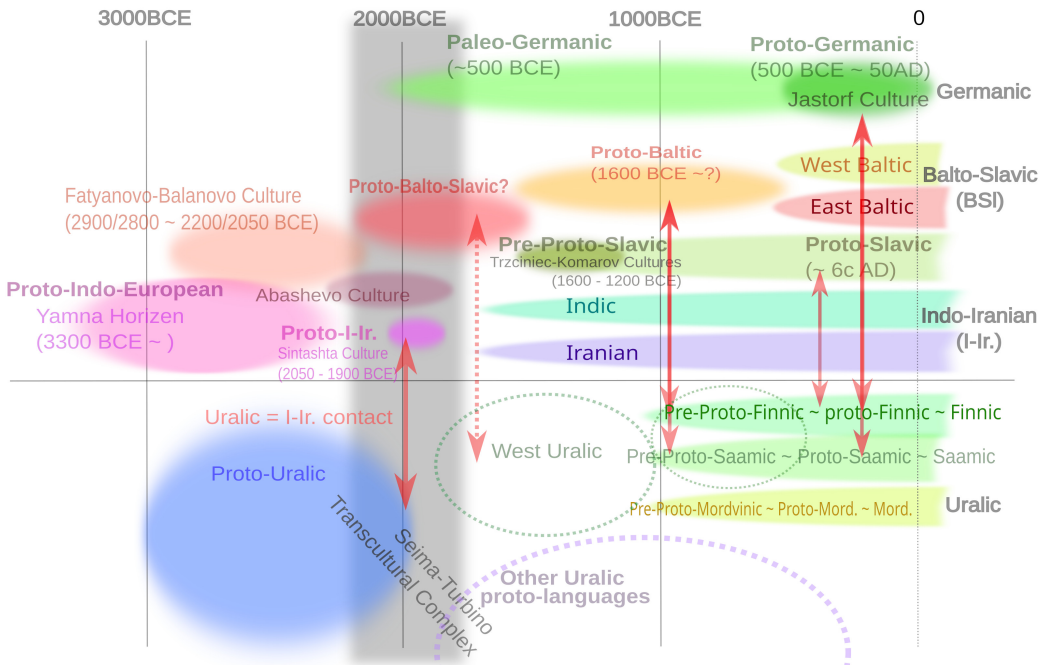 3000BCE
2000BCE
1000BCE
0
Paleo-Germanic
(~500 BCE)
Proto-Germanic
(500 BCE ~ 50AD)
Jastorf Culture
Germanic
Proto-Baltic
(1600 BCE ~?)
West Baltic
East Baltic
Balto-Slavic
(BSl)
Fatyanovo-Balanovo Culture
(2900/2800 ~ 2200/2050 BCE)
Proto-Balto-Slavic?
Pre-Proto-Slavic
Trzciniec-Komarov Cultures
(1600 - 1200 BCE)
Proto-Slavic
(~ 6c AD)
Proto-Indo-European
Yamna Horizen
(3300 BCE ~ )
Abashevo Culture
Proto-I-Ir.
Sintashta Culture
(2050 - 1900 BCE)
Indic
Iranian
Indo-Iranian
(I-Ir.)
Uralic = I-Ir. contact
Proto-Uralic
West Uralic
Pre-Proto-Finnic ~ proto-Finnic ~ Finnic
Pre-Proto-Saamic ~ Proto-Saamic ~ Saamic
Pre-Proto-Mordvinic ~ Proto-Mord. ~ Mord.
Uralic
Seima-Turbino
Transcultural Complex
Other Uralic
proto-languages